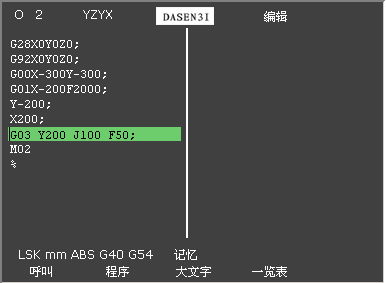 O 2 YZYX DASEN3I 编辑
G28X0Y0Z0;
G92X0Y0Z0;
G00X-300Y-300;
G01X-200F2000;
Y-200;
X200;
G03 Y200 J100 F50;
M02
%
LSK mm ABS G40 G54 记忆
呼叫 程序 大文字 一览表